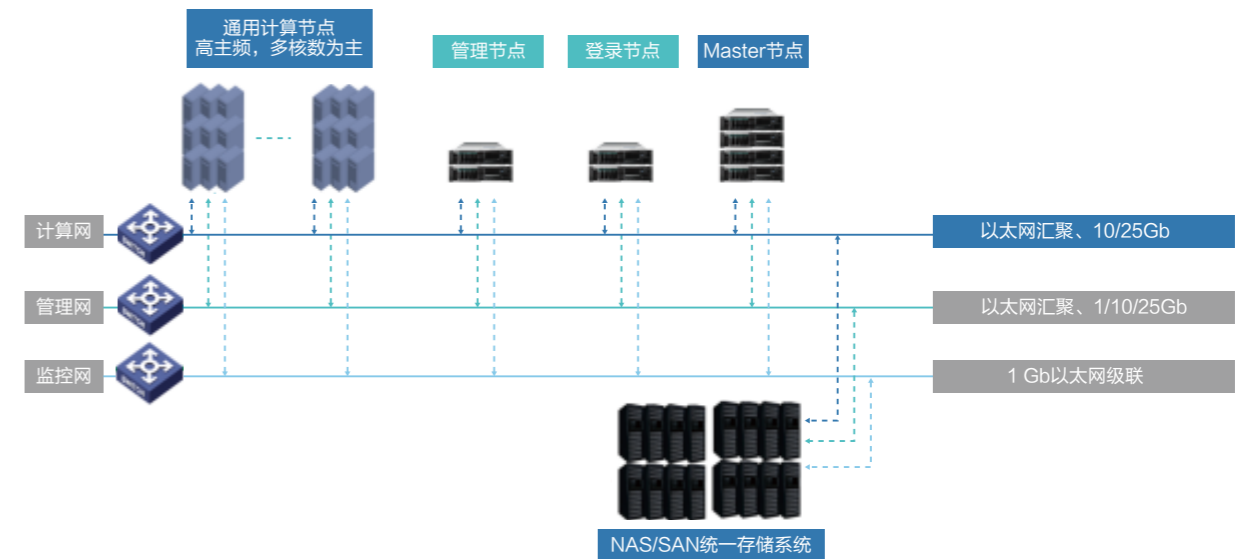 通用计算节点
高主频，多核数为主
管理节点
登录节点
Master节点
计算网
SWITCH
以太网汇聚、10/25Gb
管理网
SWITCH
以太网汇聚、1/10/25Gb
监控网
SWITCH
1 Gb以太网级联
NAS/SAN统一存储系统